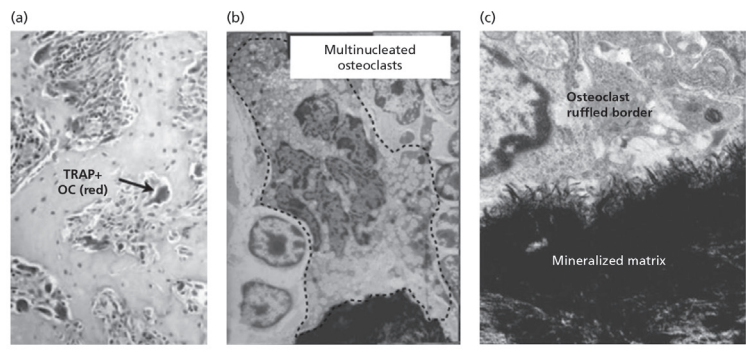 (a)
(b)
(c)
TRAP+
OC (red)
Multinucleated
osteoclasts
Osteoclast
ruffled border
Mineralized matrix